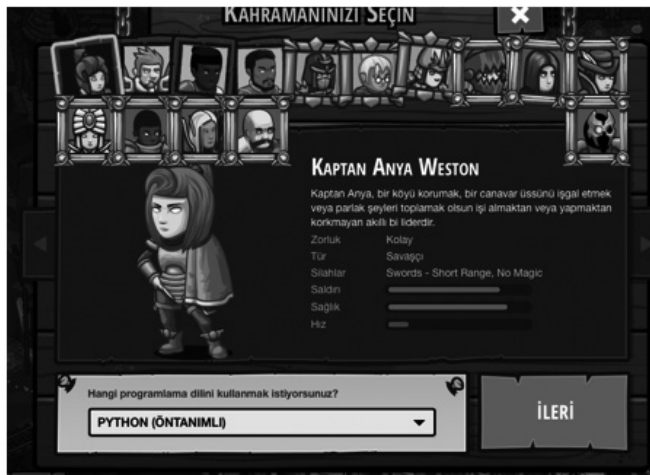 KAHRAMANINIZI SEÇİN
KAPTAN ANYA WESTON
Kaptan Anya, bir köyü korumak, bir canavar üssünü işgal etmek
veya parlak şeyleri toplamak olsun işi almaktan veya yapmaktan
korkmayan akıllı bi liderdir.
Zorluk Kolay
Tür Savaşçı
Silahlar Swords - Short Range, No Magic
Saldırı
Sağlık
Hız
Hangi programlama dilini kullanmak istiyorsunuz?
PYTHON (ÖNTANIMLI)
İLERİ